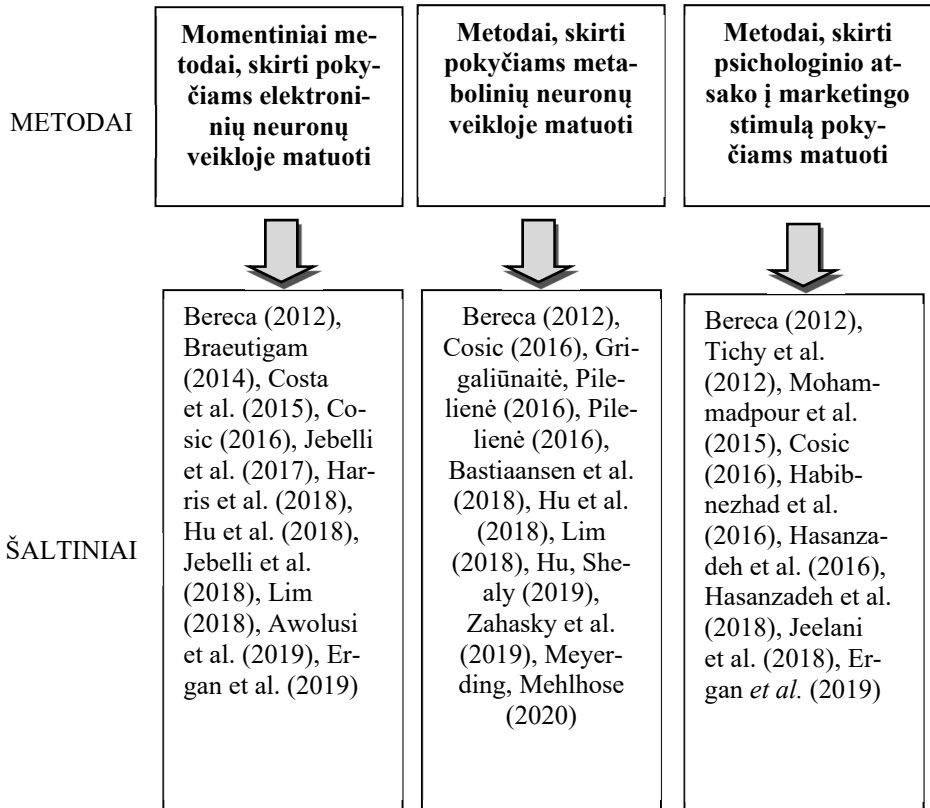 METODAI
Momentiniai me-
todai, skirti poky-
čiams elektroni-
nių neuronų
veikloje matuoti
Metodai, skirti
pokyčiams meta-
bolinių neuronų
veikloje matuoti
Metodai, skirti
psichologinio at-
sako į marketingo
stimulą poky-
čiams matuoti
ŠALTINIAI
Bereca (2012),
Braeutigam
(2014), Costa
et al. (2015), Co-
sic (2016), Jebelli
et al. (2017), Har-
ris et al. (2018),
Hu et al. (2018),
Jebelli et al.
(2018), Lim
(2018), Awolusi
et al. (2019), Er-
gan et al. (2019)
Bereca (2012),
Cosic (2016), Gri-
galiūnaitė, Pile-
lienė (2016), Pile-
lienė (2016),
Bastiaansen et al.
(2018), Hu et al.
(2018), Lim
(2018), Hu, She-
aly (2019),
Zahasky et al.
(2019), Meyer-
ding, Mehlhose
(2020)
Bereca (2012),
Tichy et al.
(2012), Moham-
madpour et al.
(2015), Cosic
(2016), Habib-
nezhad et al.
(2016), Hasanza-
deh et al. (2016),
Hasanzadeh et al.
(2018), Jeelani
et al. (2018), Er-
gan et al. (2019)